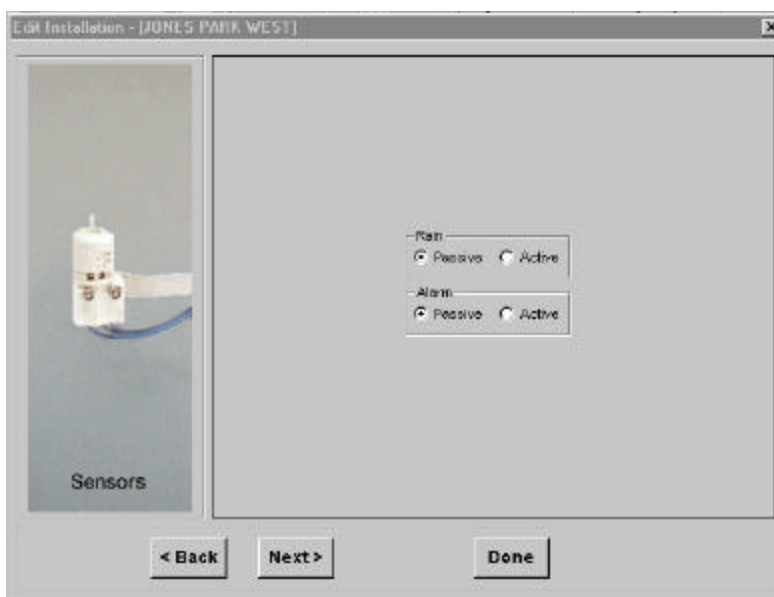 Edit Installation - [JONES PARK WEST]
Rain
Passive Active
Alarm
Passive Active
Sensors
< Back Next > Done